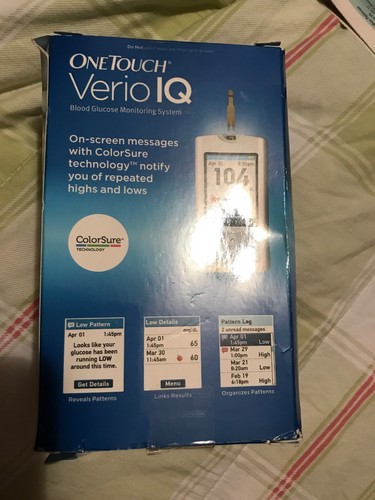 ONETOUCH®
Verio IQ
Blood Glucose Monitoring System
On-screen messages
with ColorSure
technology™ notify
you of repeated
highs and lows
104
ColorSure™
TECHNOLOGY
Low Pattern
Apr 01 1:45pm
Looks like your
glucose has been
running LOW
around this time.
Get Details
Reveals Patterns
Low Details
Apr 01
1:45pm 65
Mar 30
11:45am 60
Menu
Links Results
Pattern Log
2 unread messages
Apr 01
1:45pm Low
Mar 29
1:00pm High
Mar 21
8:20am Low
Feb 19
6:18pm High
Organizes Patterns